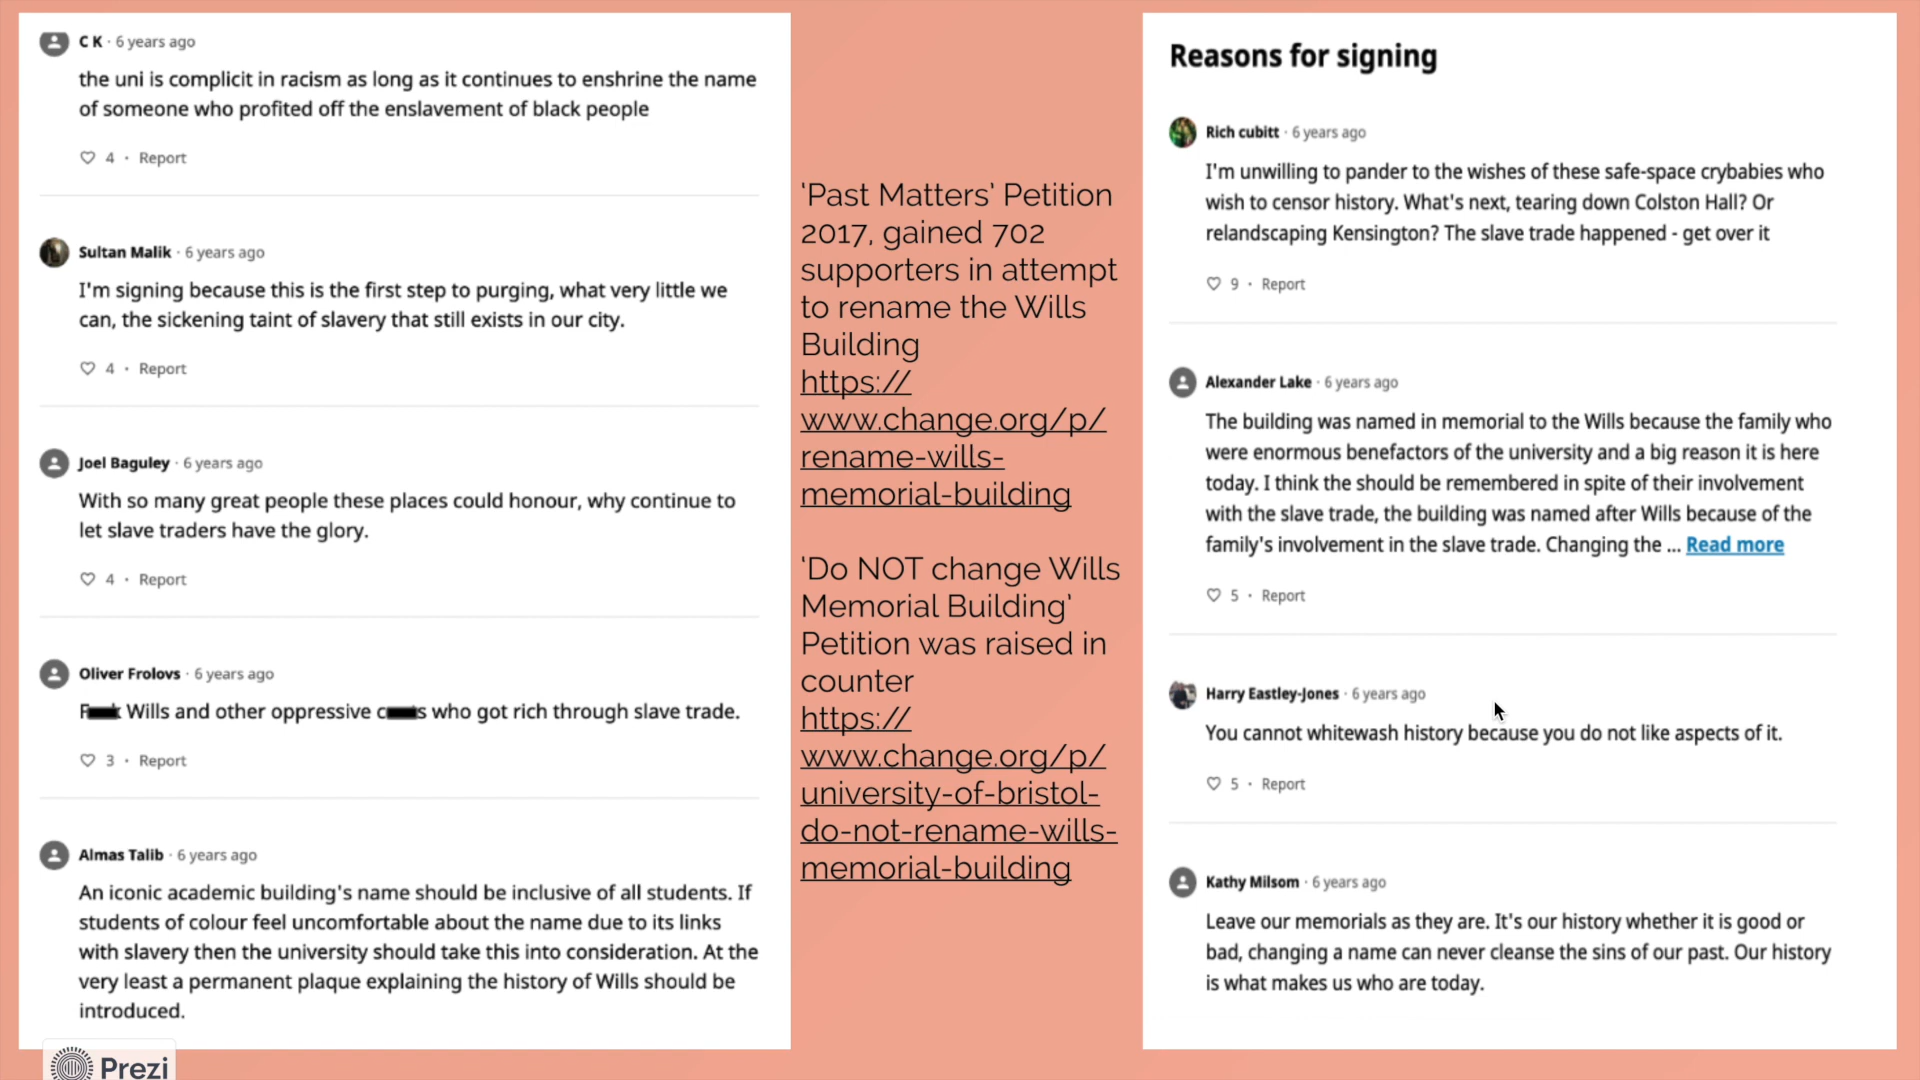 C K · 6 years ago
the uni is complicit in racism as long as it continues to enshrine the name
of someone who profited off the enslavement of black people
4 · Report
Sultan Malik · 6 years ago
I'm signing because this is the first step to purging, what very little we
can, the sickening taint of slavery that still exists in our city.
4 · Report
Joel Baguley · 6 years ago
With so many great people these places could honour, why continue to
let slave traders have the glory.
4 · Report
Oliver Frolovs · 6 years ago
F k Wills and other oppressive c s who got rich through slave trade.
3 · Report
Almas Talib · 6 years ago
An iconic academic building's name should be inclusive of all students. If
students of colour feel uncomfortable about the name due to its links
with slavery then the university should take this into consideration. At the
very least a permanent plaque explaining the history of Wills should be
introduced.
Prezi
'Past Matters' Petition
2017, gained 702
supporters in attempt
to rename the Wills
Building
https://
www.change.org/p/
rename-wills-
memorial-building
'Do NOT change Wills
Memorial Building'
Petition was raised in
counter
https://
www.change.org/p/
university-of-bristol-
do-not-rename-wills-
memorial-building
Reasons for signing
Rich cubitt · 6 years ago
I'm unwilling to pander to the wishes of these safe-space crybabies who
wish to censor history. What's next, tearing down Colston Hall? Or
relandscaping Kensington? The slave trade happened - get over it
9 · Report
Alexander Lake · 6 years ago
The building was named in memorial to the Wills because the family who
were enormous benefactors of the university and a big reason it is here
today. I think the should be remembered in spite of their involvement
with the slave trade, the building was named after Wills because of the
family's involvement in the slave trade. Changing the ... Read more
5 · Report
Harry Eastley-Jones · 6 years ago
You cannot whitewash history because you do not like aspects of it.
5 · Report
Kathy Milsom · 6 years ago
Leave our memorials as they are. It's our history whether it is good or
bad, changing a name can never cleanse the sins of our past. Our history
is what makes us who are today.